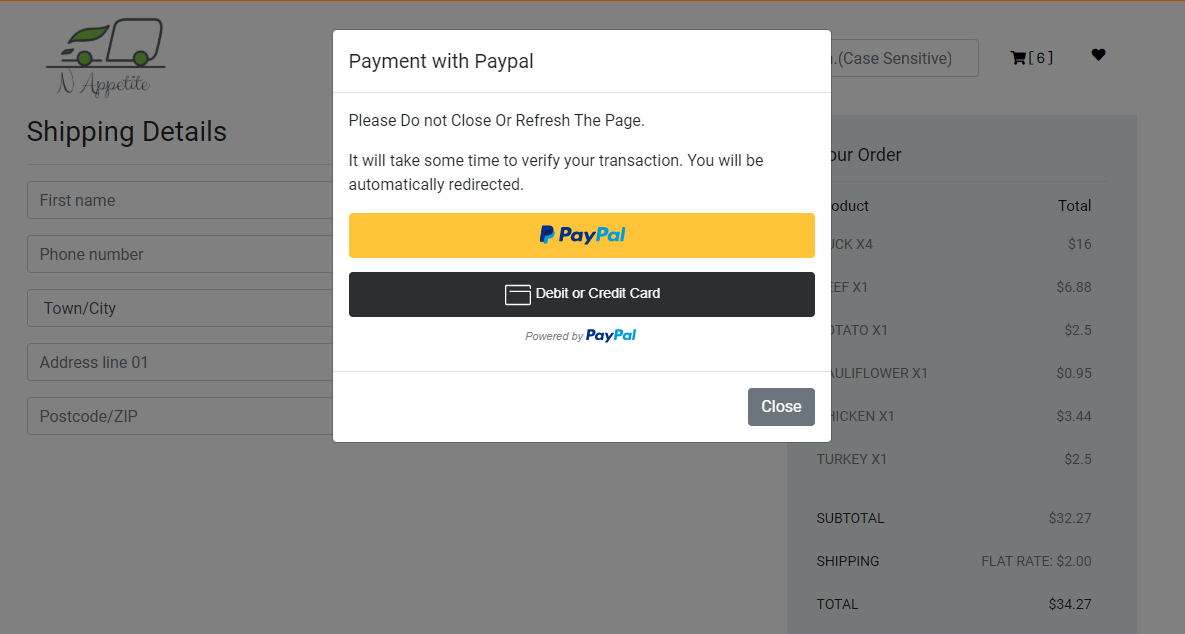 N Appetite
.(Case Sensitive)
[ 6 ]
Payment with Paypal
Please Do not Close Or Refresh The Page.
It will take some time to verify your transaction. You will be
automatically redirected.
PayPal
Debit or Credit Card
Powered by PayPal
Close
Shipping Details
First name
Phone number
Town/City
Address line 01
Postcode/ZIP
our Order
oduct Total
UCK X4 $16
EEF X1 $6.88
OTATO X1 $2.5
AULIFLOWER X1 $0.95
HICKEN X1 $3.44
TURKEY X1 $2.5
SUBTOTAL $32.27
SHIPPING FLAT RATE: $2.00
TOTAL $34.27